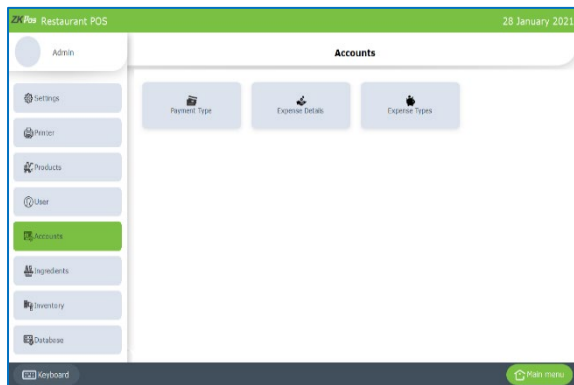 ZKPos Restaurant POS
28 January 2021
Admin
Accounts
Settings
Printer
Products
User
Accounts
Ingredents
Inventory
Database
Payment Type
Expense Details
Expense Types
Keyboard
Main menu